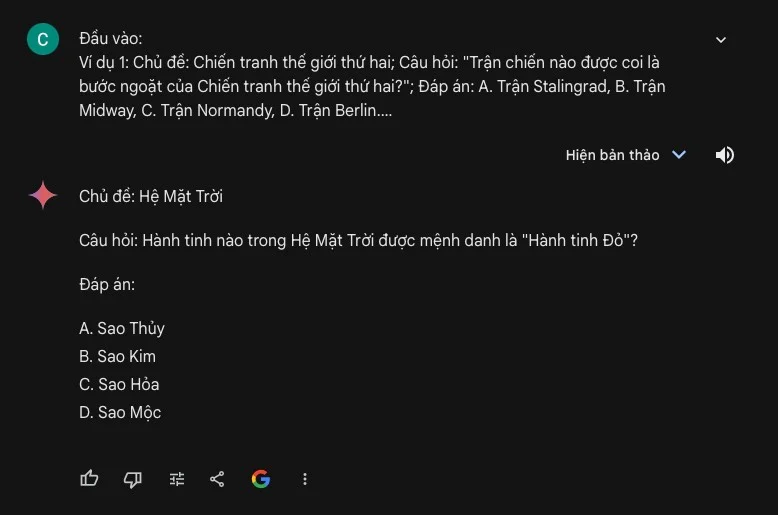 C
Đầu vào:
Ví dụ 1: Chủ đề: Chiến tranh thế giới thứ hai; Câu hỏi: "Trận chiến nào được coi là
bước ngoặt của Chiến tranh thế giới thứ hai?"; Đáp án: A. Trận Stalingrad, B. Trận
Midway, C. Trận Normandy, D. Trận Berlin....
Hiện bản thảo
Chủ đề: Hệ Mặt Trời
Câu hỏi: Hành tinh nào trong Hệ Mặt Trời được mệnh danh là "Hành tinh Đỏ"?
Đáp án:
A. Sao Thủy
B. Sao Kim
C. Sao Hỏa
D. Sao Mộc